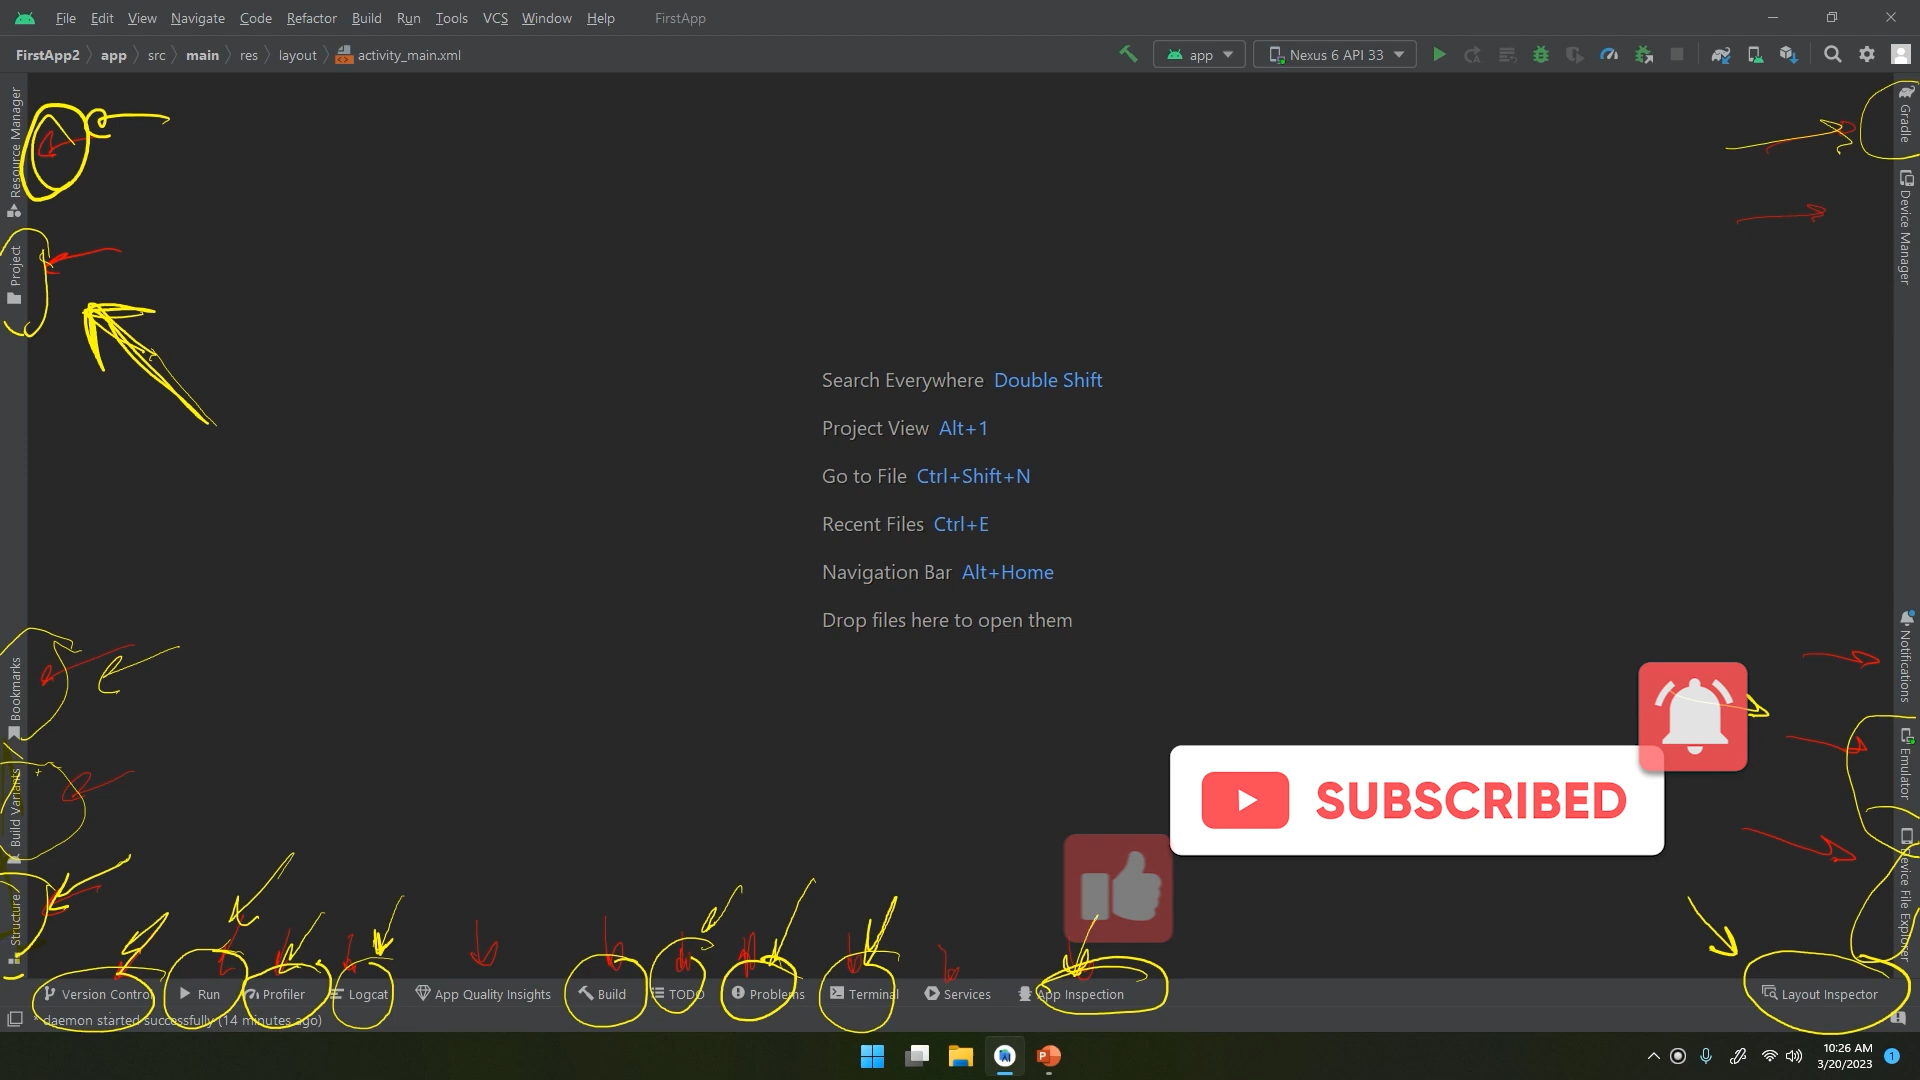 File Edit View Navigate Code Refactor Build Run Tools VCS Window Help FirstApp
FirstApp2 app src main res layout activity_main.xml app Nexus 6 API 33
Resource Manager
Project
Bookmarks
Build Variants
Structure
Gradle
Device Manager
Notifications
Emulator
Device File Explorer
Search Everywhere Double Shift
Project View Alt+1
Go to File Ctrl+Shift+N
Recent Files Ctrl+E
Navigation Bar Alt+Home
Drop files here to open them
SUBSCRIBED
Version Control Run Profiler Logcat App Quality Insights Build TODO Problems Terminal Services App Inspection Layout Inspector
* daemon started successfully (14 minutes ago)
10:26 AM
3/20/2023
1